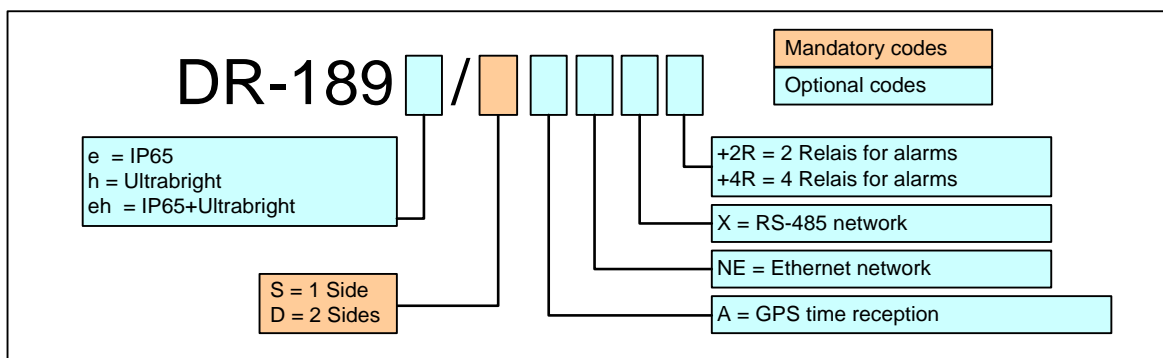 DR-189 /
Mandatory codes
Optional codes
e = IP65
h = Ultrabright
eh = IP65+Ultrabright
+2R = 2 Relais for alarms
+4R = 4 Relais for alarms
X = RS-485 network
NE = Ethernet network
S = 1 Side
D = 2 Sides
A = GPS time reception